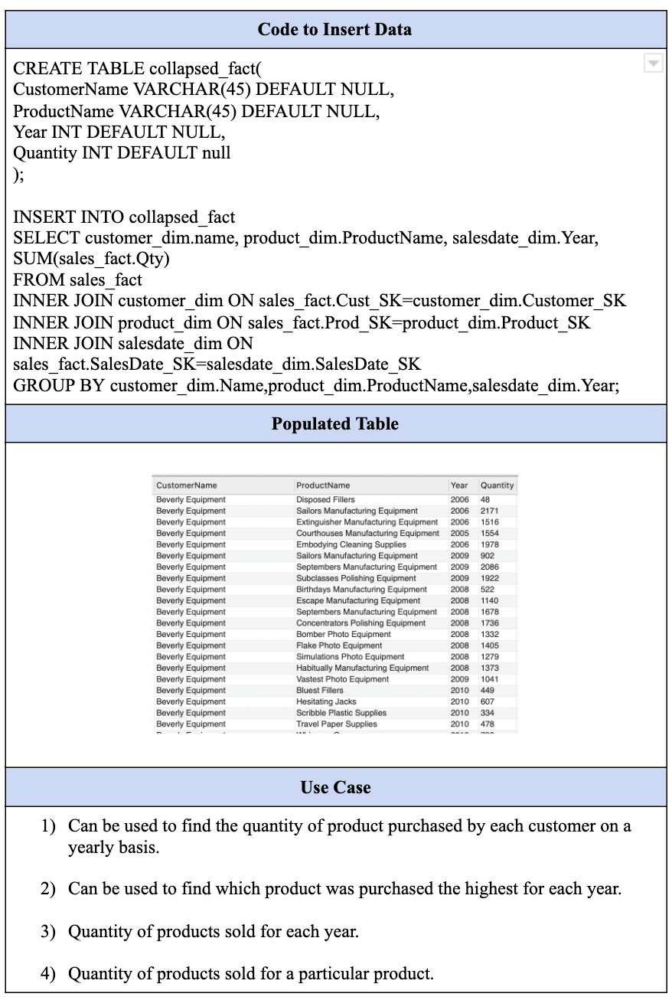 Code to Insert Data
CREATE TABLE collapsed_fact(
CustomerName VARCHAR(45) DEFAULT NULL,
ProductName VARCHAR(45) DEFAULT NULL,
Year INT DEFAULT NULL,
Quantity INT DEFAULT null
);
INSERT INTO collapsed_fact
SELECT customer_dim.name, product_dim.ProductName, salesdate_dim.Year,
SUM(sales_fact.Qty)
FROM sales_fact
INNER JOIN customer_dim ON sales_fact.Cust_SK=customer_dim.Customer_SK
INNER JOIN product_dim ON sales_fact.Prod_SK=product_dim.Product_SK
INNER JOIN salesdate_dim ON
sales_fact.SalesDate_SK=salesdate_dim.SalesDate_SK
GROUP BY customer_dim.Name,product_dim.ProductName,salesdate_dim.Year;
Populated Table
CustomerName ProductName Year Quantity
Beverly Equipment Disposed Fillers 2006 48
Beverly Equipment Sailors Manufacturing Equipment 2006 2171
Beverly Equipment Extinguisher Manufacturing Equipment 2006 1516
Beverly Equipment Courthouses Manufacturing Equipment 2005 1554
Beverly Equipment Embodying Cleaning Supplies 2006 1978
Beverly Equipment Sailors Manufacturing Equipment 2009 902
Beverly Equipment Septembers Manufacturing Equipment 2009 2086
Beverly Equipment Subclasses Polishing Equipment 2009 1922
Beverly Equipment Birthdays Manufacturing Equipment 2008 522
Beverly Equipment Escape Manufacturing Equipment 2008 1140
Beverly Equipment Septembers Manufacturing Equipment 2008 1678
Beverly Equipment Concentrators Polishing Equipment 2008 1736
Beverly Equipment Bomber Photo Equipment 2008 1332
Beverly Equipment Flake Photo Equipment 2008 1405
Beverly Equipment Simulations Photo Equipment 2008 1279
Beverly Equipment Habitually Manufacturing Equipment 2008 1373
Beverly Equipment Vastest Photo Equipment 2009 1041
Beverly Equipment Bluest Fillers 2010 449
Beverly Equipment Hesitating Jacks 2010 607
Beverly Equipment Scribble Plastic Supplies 2010 334
Beverly Equipment Travel Paper Supplies 2010 478
Use Case
1) Can be used to find the quantity of product purchased by each customer on a
yearly basis.
2) Can be used to find which product was purchased the highest for each year.
3) Quantity of products sold for each year.
4) Quantity of products sold for a particular product.